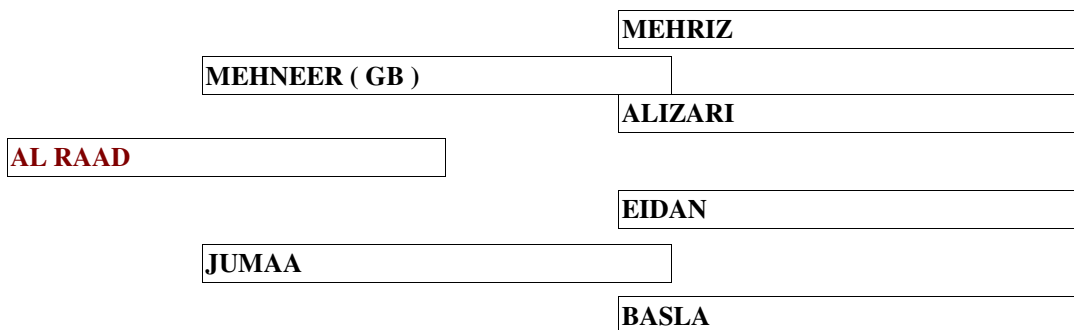 MEHRIZ
MEHNEER ( GB )
ALIZARI
AL RAAD
EIDAN
JUMAA
BASLA